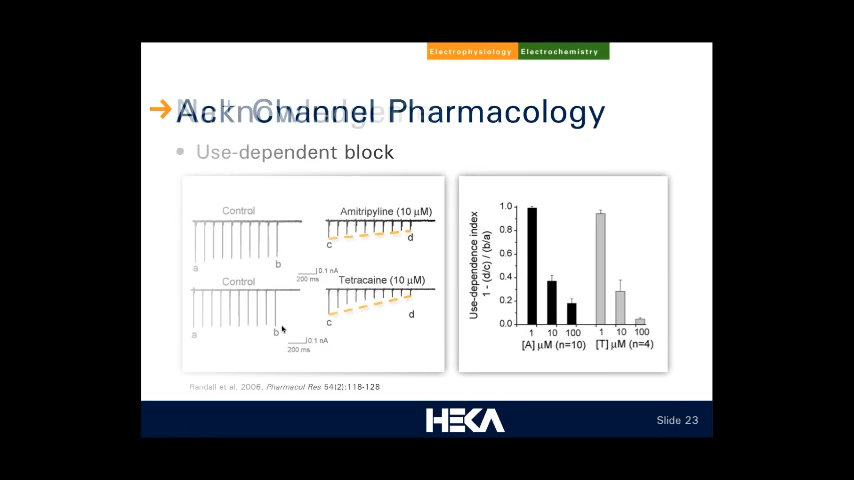 Electrophysiology Electrochemistry
Channel Pharmacology
Use-dependent block
Control
Amitripyline (10 µM)
a
b
c
d
0.1 nA
200 ms
Control
Tetracaine (10 µM)
a
b
c
d
0.1 nA
200 ms
Use-dependence index
1 - (d/c) / (b/a)
1.0
0.8
0.6
0.4
0.2
0.0
1 10 100 1 10 100
[A] µM (n=10) [T] µM (n=4)
Randall et al, 2006, Pharmacol Res 54(2):118-128
HEKA
Slide 23